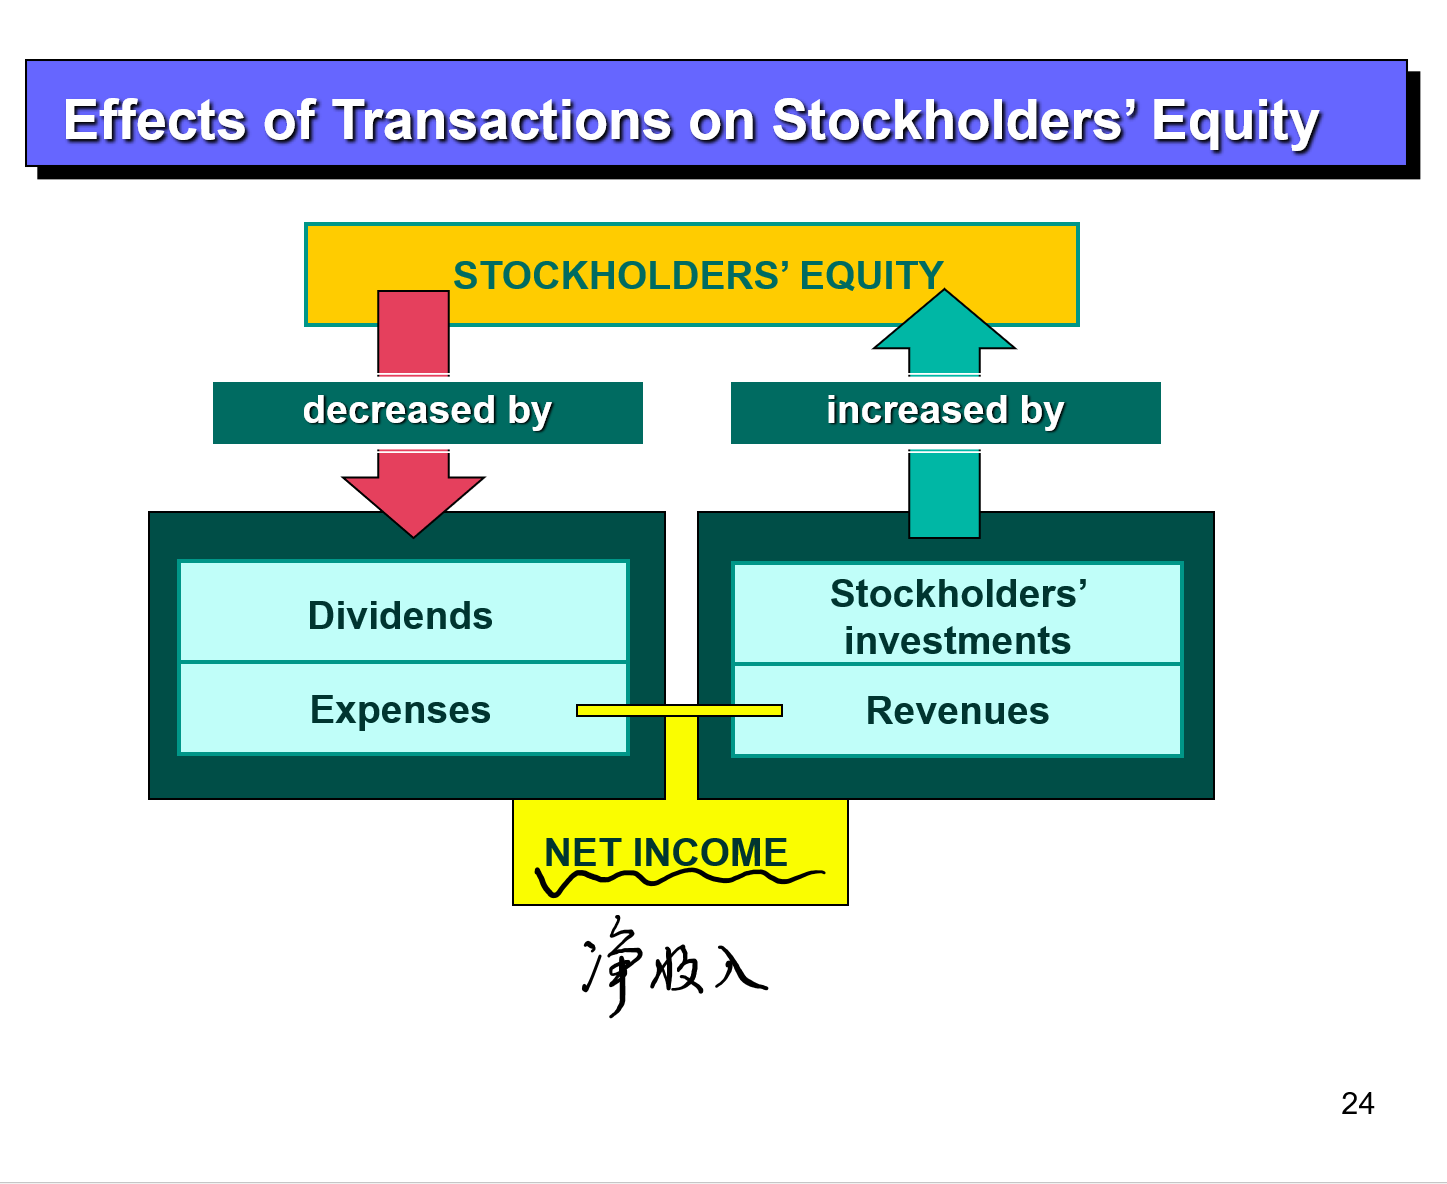 Effects of Transactions on Stockholders’ Equity
STOCKHOLDERS’ EQUITY
decreased by
increased by
Dividends
Expenses
Stockholders’
investments
Revenues
NET INCOME
净收入
24